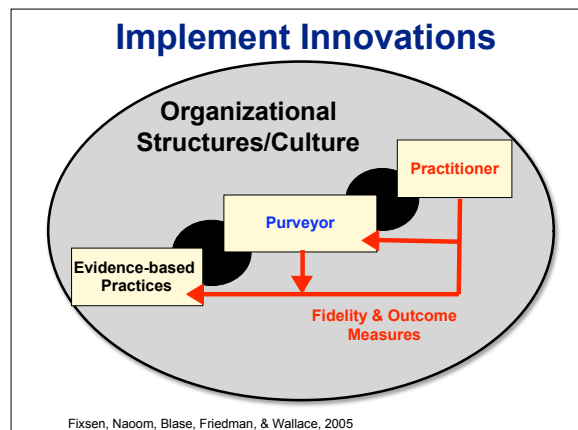 Implement Innovations
Organizational
Structures/Culture
Practitioner
Purveyor
Evidence-based
Practices
Fidelity & Outcome
Measures
Fixsen, Naoom, Blase, Friedman, & Wallace, 2005